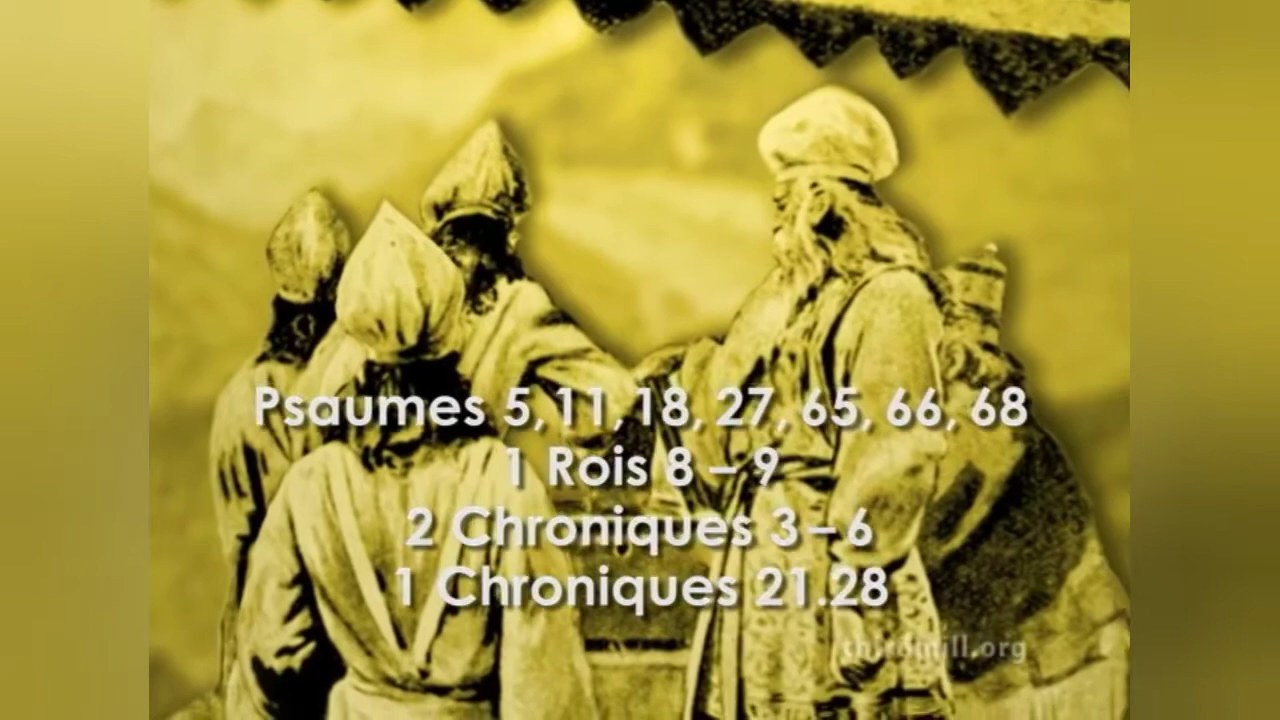 Psaumes 5, 11, 18, 27, 65, 66, 68
1 Rois 8 – 9
2 Chroniques 3 – 6
1 Chroniques 21.28
thirdmill.org